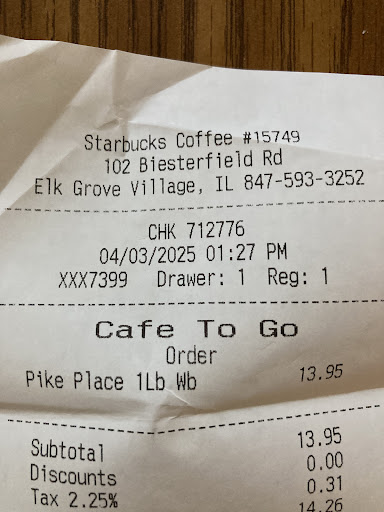 Starbucks Coffee #15749
102 Biesterfield Rd
Elk Grove Village, IL 847-593-3252
CHK 712776
04/03/2025 01:27 PM
XXX7399 Drawer: 1 Reg: 1
Cafe To Go
Order
Pike Place 1Lb Wb 13.95
Subtotal 13.95
Discounts 0.00
Tax 2.25% 0.31
14.26